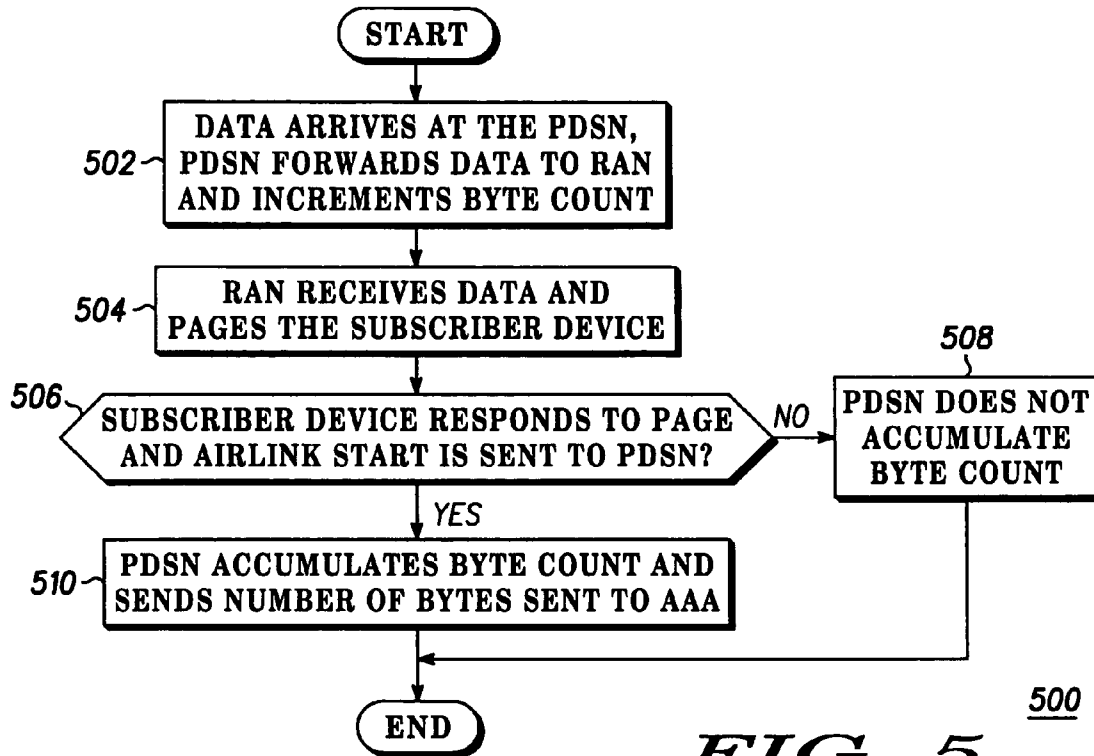 START
502
DATA ARRIVES AT THE PDSN,
PDSN FORWARDS DATA TO RAN
AND INCREMENTS BYTE COUNT
504
RAN RECEIVES DATA AND
PAGES THE SUBSCRIBER DEVICE
506
SUBSCRIBER DEVICE RESPONDS TO PAGE
AND AIRLINK START IS SENT TO PDSN?
NO
508
PDSN DOES NOT
ACCUMULATE
BYTE COUNT
YES
510
PDSN ACCUMULATES BYTE COUNT AND
SENDS NUMBER OF BYTES SENT TO AAA
END
500
FIG. 5